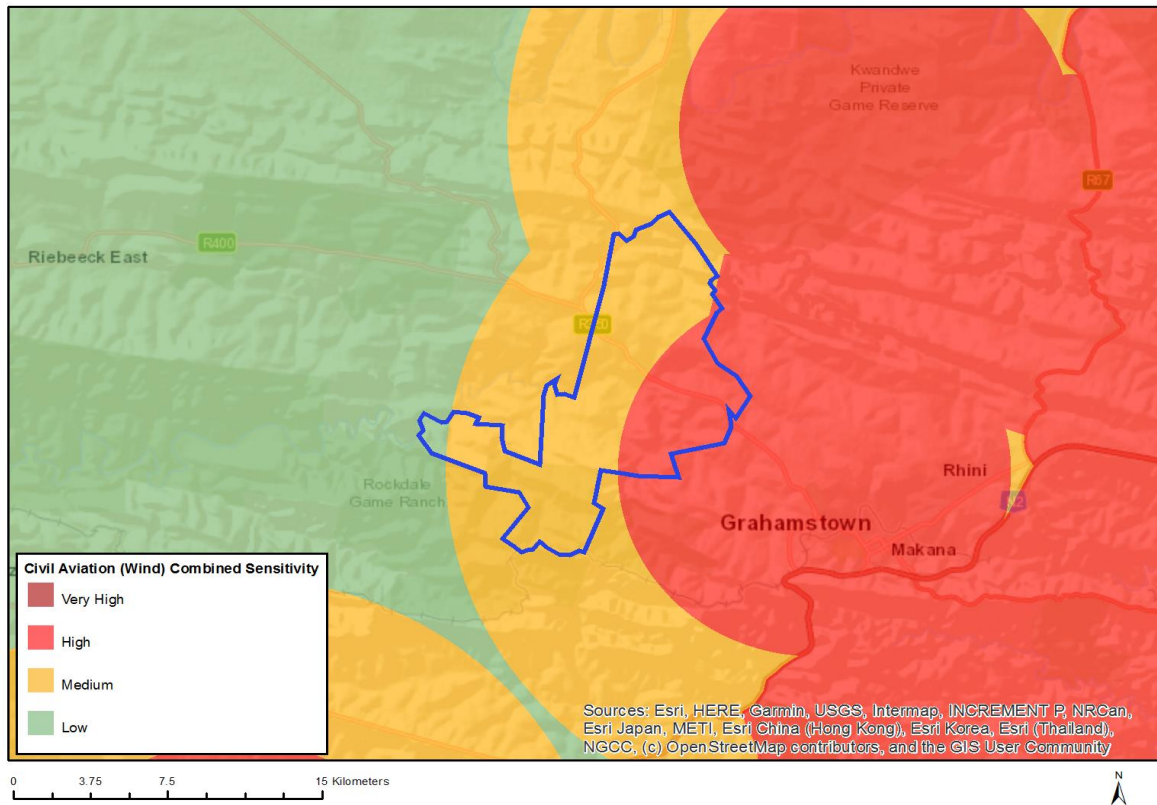 Kwandwe
Private
Game Reserve
R67
R400
Riebeeck East
Rockdale
Game Ranch
Rhini
N2
Grahamstown
Makana
Civil Aviation (Wind) Combined Sensitivity
Very High
High
Medium
Low
Sources: Esri, HERE, Garmin, USGS, Intermap, INCREMENT P, NRCan,
Esri Japan, METI, Esri China (Hong Kong), Esri Korea, Esri (Thailand),
NGCC, (c) OpenStreetMap contributors, and the GIS User Community
0 3.75 7.5 15 Kilometers
N